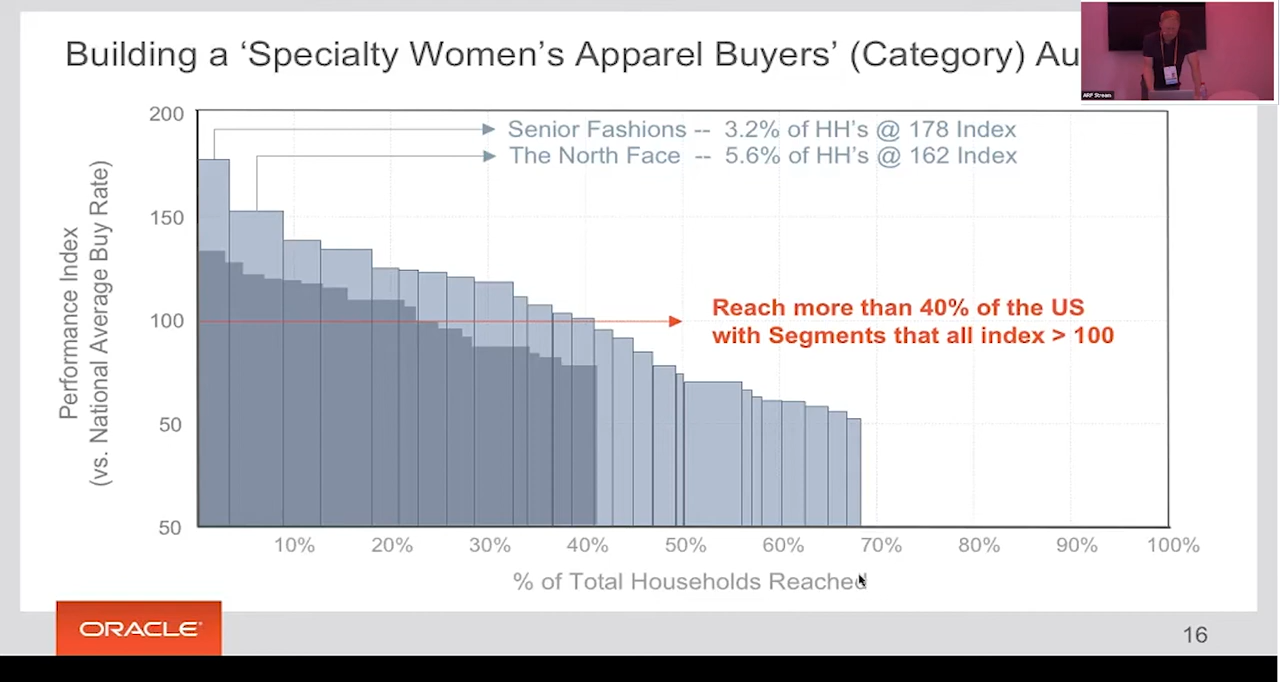 Building a ‘Specialty Women’s Apparel Buyers’ (Category) Au
ARF Stream
200
150
100
50
50
Performance Index
(vs. National Average Buy Rate)
Senior Fashions -- 3.2% of HH's @ 178 Index
The North Face -- 5.6% of HH's @ 162 Index
Reach more than 40% of the US
with Segments that all index > 100
10% 20% 30% 40% 50% 60% 70% 80% 90% 100%
% of Total Households Reached
ORACLE®
16